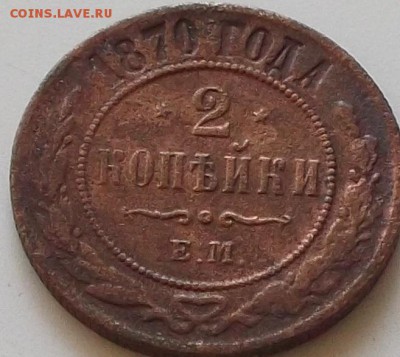 COINS.LAVE.RU
1870 ГОДА
2
КОПѢЙКИ
Е.М.